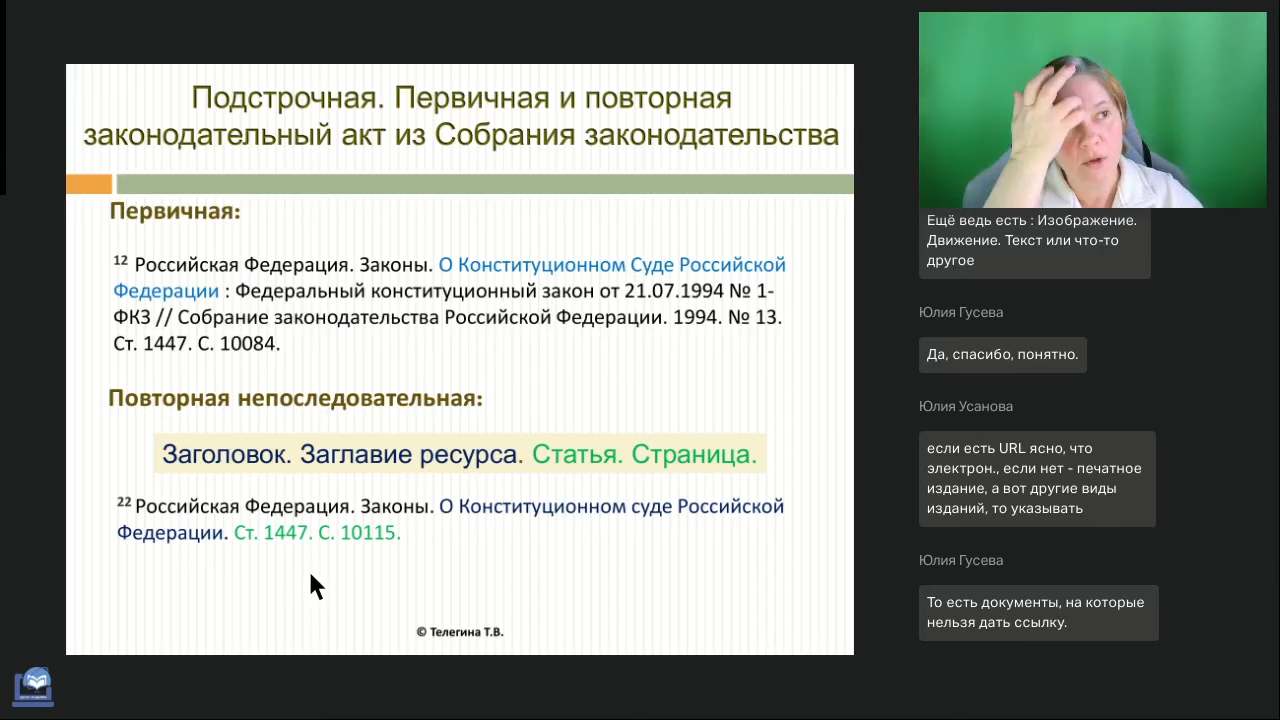 Подстрочная. Первичная и повторная
законодательный акт из Собрания законодательства
Первичная:
12 Российская Федерация. Законы. О Конституционном Суде Российской
Федерации : Федеральный конституционный закон от 21.07.1994 № 1-
ФКЗ // Собрание законодательства Российской Федерации. 1994. № 13.
Ст. 1447. С. 10084.
Повторная непоследовательная:
Заголовок. Заглавие ресурса. Статья. Страница.
22 Российская Федерация. Законы. О Конституционном суде Российской
Федерации. Ст. 1447. С. 10115.
© Телегина Т.В.
Ещё ведь есть : Изображение.
Движение. Текст или что-то
другое
Юлия Гусева
Да, спасибо, понятно.
Юлия Усанова
если есть URL ясно, что
электрон., если нет - печатное
издание, а вот другие виды
изданий, то указывать
Юлия Гусева
То есть документы, на которые
нельзя дать ссылку.